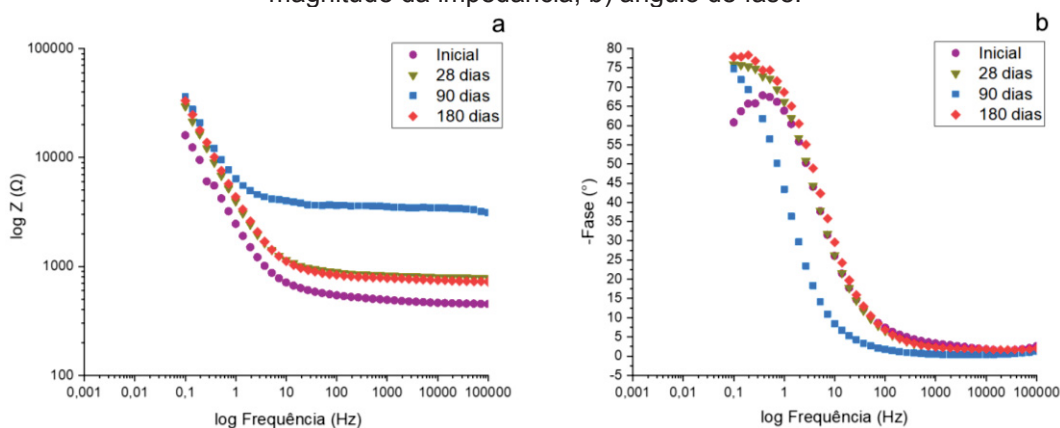 magnitude da impedância; b) ângulo de fase.
a
100000
10000
1000
100
log Z (Ω)
Inicial
28 dias
90 dias
180 dias
0,001 0,01 0,1 1 10 100 1000 10000 100000
log Frequência (Hz)
b
80
75
70
65
60
55
50
45
40
35
30
25
20
15
10
5
0
-5
-Fase (°)
Inicial
28 dias
90 dias
180 dias
0,001 0,01 0,1 1 10 100 1000 10000 100000
log Frequência (Hz)